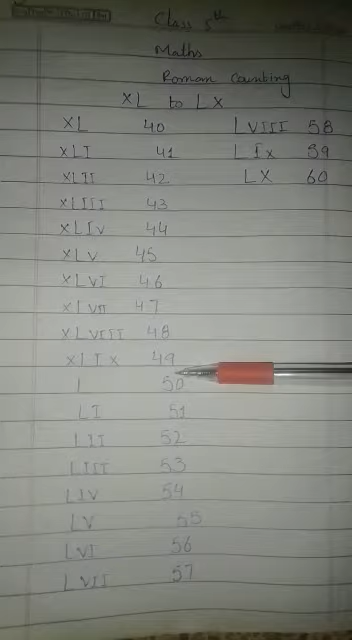 Class 5th
Maths
Roman Counting
XL to LX
XL 40
XLI 41
XLII 42
XLIII 43
XLIV 44
XLV 45
XLVI 46
XLVII 47
XLVIII 48
XLIX 49
L 50
LI 51
LII 52
LIII 53
LIV 54
LV 55
LVI 56
LVII 57
LVIII 58
LIX 59
LX 60